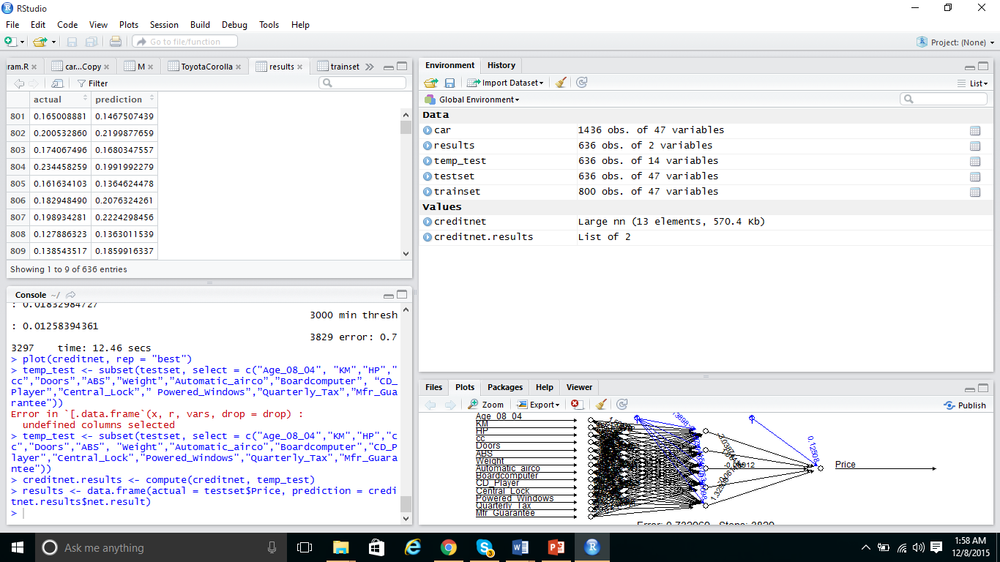 RStudio
File Edit Code View Plots Session Build Debug Tools Help
Go to file/function
Project: (None)
ram.R car...Copy M ToyotaCorolla results trainset
Filter
actual prediction
801 0.165008881 0.1467507439
802 0.200532860 0.2199877659
803 0.174067496 0.1680347557
804 0.234458259 0.1991992279
805 0.161634103 0.1364624478
806 0.182948490 0.2076324261
807 0.198934281 0.2224298456
808 0.127886323 0.1363011539
809 0.138543517 0.1859916337
Showing 1 to 9 of 636 entries
Console ~/
: 0.01832984727
3000 min thresh
: 0.01258394361
3829 error: 0.7
3297 time: 12.46 secs
> plot(creditnet, rep = "best")
> temp_test <- subset(testset, select = c("Age_08_04", "KM","HP","
cc","Doors","ABS","Weight","Automatic_airco","Boardcomputer", "CD_
Player","Central_Lock"," Powered_Windows","Quarterly_Tax","Mfr_Gua
rantee"))
Error in `[.data.frame`(x, r, vars, drop = drop) :
undefined columns selected
> temp_test <- subset(testset, select = c("Age_08_04","KM","HP","c
c","Doors","ABS", "Weight","Automatic_airco","Boardcomputer","CD_P
layer","Central_Lock","Powered_Windows","Quarterly_Tax","Mfr_Guara
ntee"))
> creditnet.results <- compute(creditnet, temp_test)
> results <- data.frame(actual = testset$Price, prediction = credi
tnet.results$net.result)
>
Environment History
Import Dataset List
Global Environment
Data
car 1436 obs. of 47 variables
results 636 obs. of 2 variables
temp_test 636 obs. of 14 variables
testset 636 obs. of 47 variables
trainset 800 obs. of 47 variables
Values
creditnet Large nn (13 elements, 570.4 Kb)
creditnet.results List of 2
Files Plots Packages Help Viewer
Zoom Export Publish
Age_08_04
KM
HP
cc
Doors
ABS
Weight
Automatic_airco
Boardcomputer
CD_Player
Central_Lock
Powered_Windows
Quarterly_Tax
Mfr_Guarantee
0.12508
Price
Error: 0.732960 Steps: 3829
Ask me anything
3
1:58 AM
12/8/2015